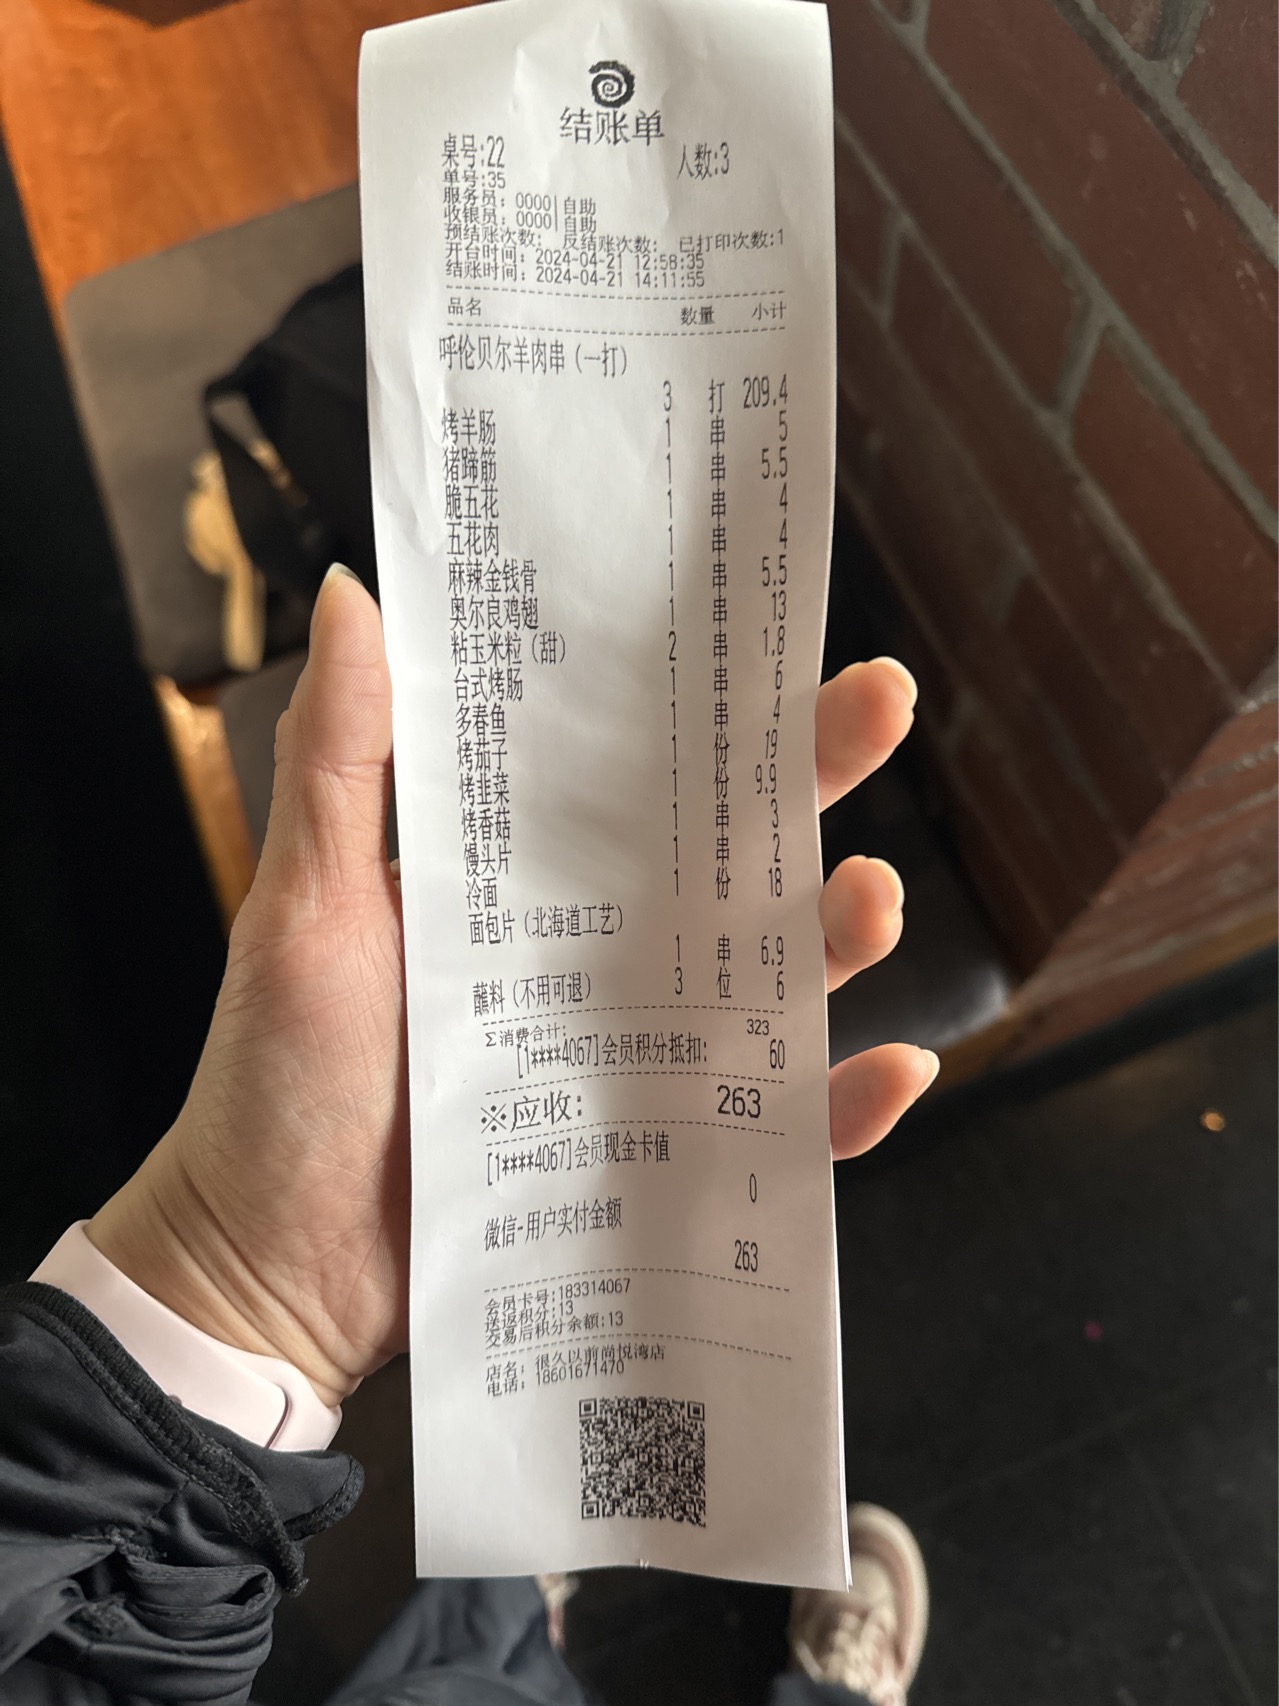 结账单
桌号:22 人数:3
单号:35
服务员: 0000|自助
收银员: 0000|自助
预结账次数: 反结账次数: 已打印次数:1
开台时间: 2024-04-21 12:58:35
结账时间: 2024-04-21 14:11:55
品名 数量 小计
呼伦贝尔羊肉串(一打)
3 打 209.4
烤羊肠 1 串 5
猪蹄筋 1 串 5.5
脆五花 1 串 4
五花肉 1 串 4
麻辣金钱骨 1 串 5.5
奥尔良鸡翅 1 串 13
粘玉米粒(甜) 2 串 1.8
台式烤肠 1 串 6
多春鱼 1 串 4
烤茄子 1 份 19
烤韭菜 1 份 9.9
烤香菇 1 串 3
馒头片 1 串 2
冷面 1 份 18
面包片(北海道工艺)
1 串 6.9
蘸料(不用可退) 3 位 6
Σ消费合计: 323
[1****4067]会员积分抵扣: 60
※应收: 263
[1****4067]会员现金卡值
0
微信-用户实付金额
263
会员卡号:183314067
送返积分:13
交易后积分余额:13
店名: 很久以前尚悦湾店
电话: 18601671470